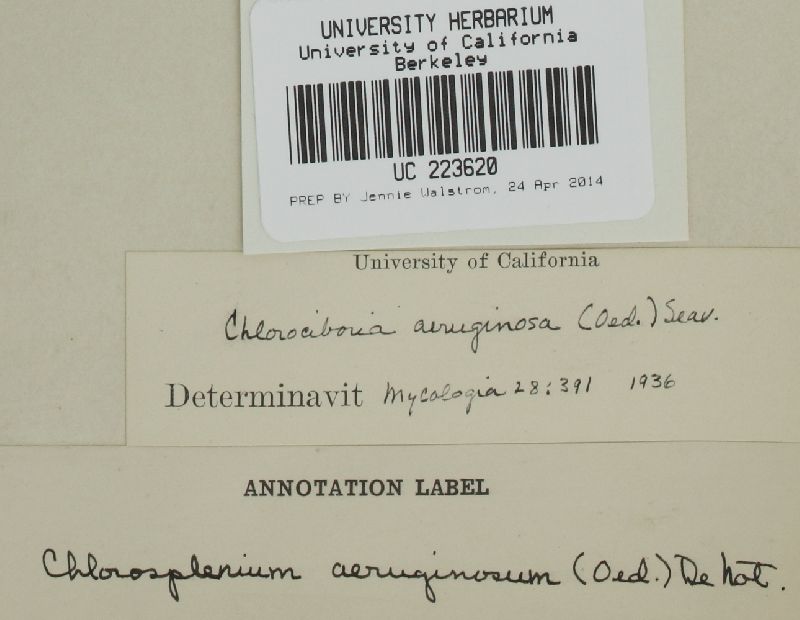 UNIVERSITY HERBARIUM
University of California
Berkeley
UC 223620
PREP BY Jennie Walstrom, 24 Apr 2014
University of California
Chlorociboria aeruginosa (Oed.) Seav.
Determinavit Mycologia 28:391 1936
ANNOTATION LABEL
Chlorosplenium aeruginosum (Oed.) De Not.